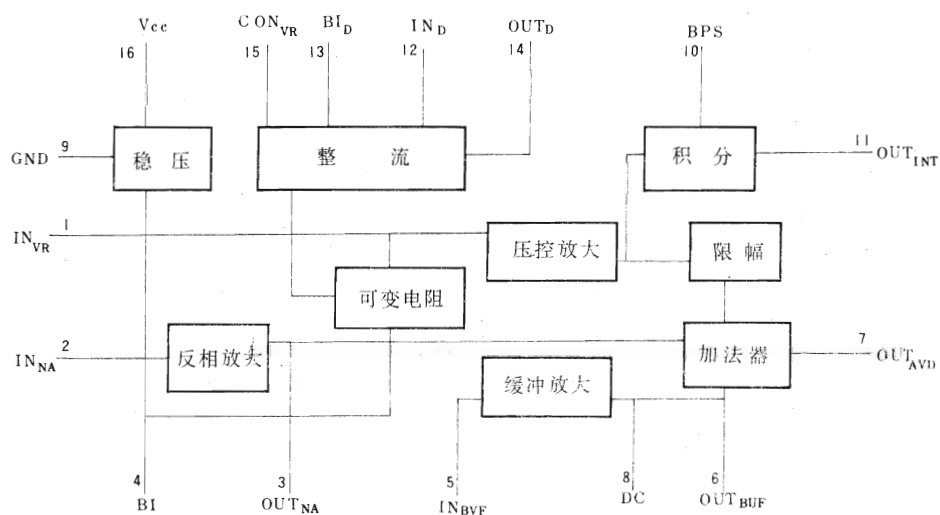 Vcc
CON_VR
BI_D
IN_D
OUT_D
BPS
16
15
13
12
14
10
GND
9
稳压
整 流
积 分
11
OUT_INT
IN_VR
1
压控放大
限 幅
可变电阻
IN_NA
2
反相放大
加法器
7
OUT_AVD
缓冲放大
4
3
5
8
6
BI
OUT_NA
IN_BVF
DC
OUT_BUF